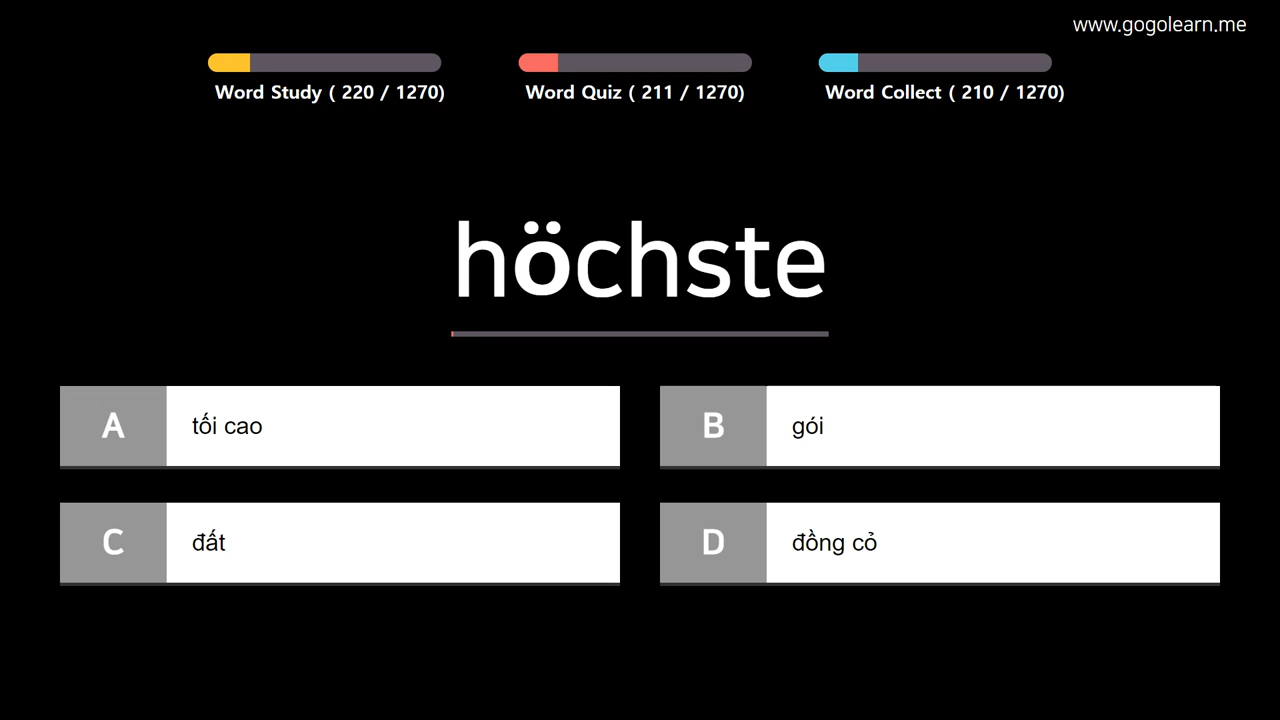 www.gogolearn.me
Word Study ( 220 / 1270)
Word Quiz ( 211 / 1270)
Word Collect ( 210 / 1270)
höchste
A tối cao
B gói
C đất
D đồng cỏ